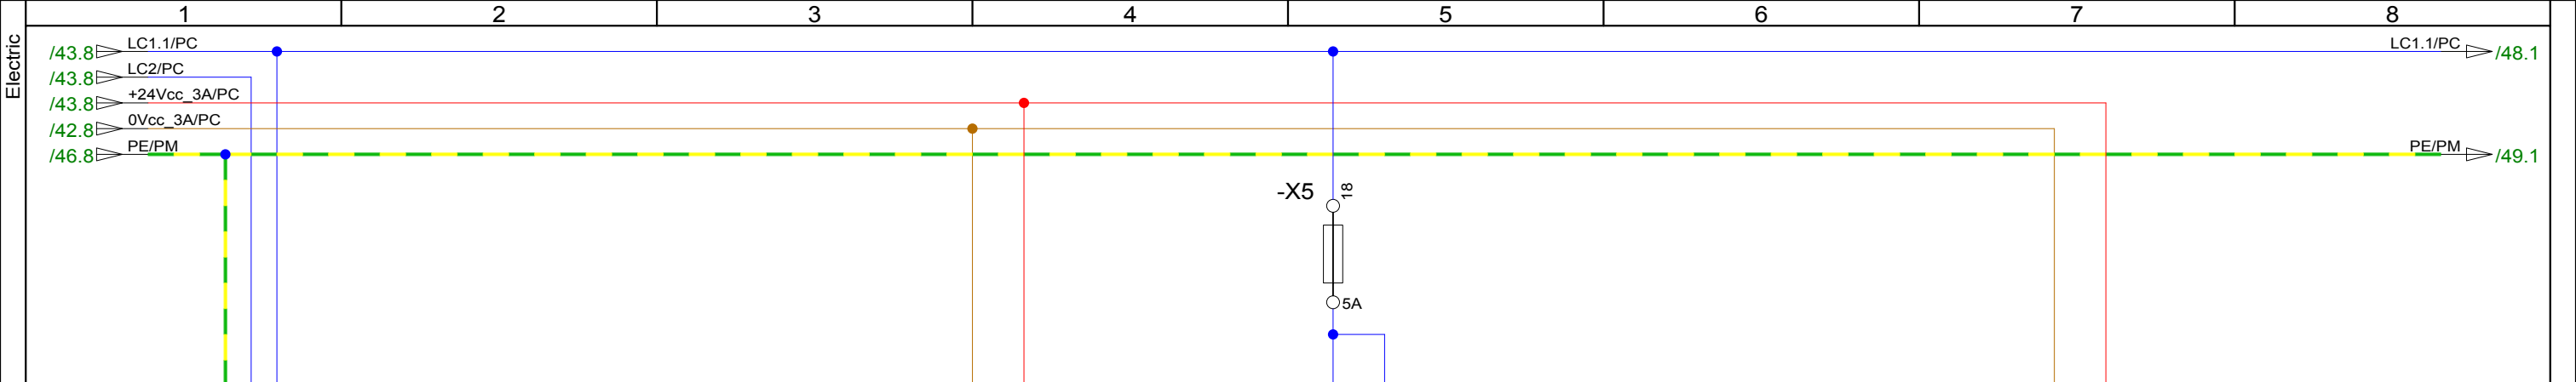 1 2 3 4 5 6 7 8
Electric
/43.8 LC1.1/PC LC1.1/PC /48.1
/43.8 LC2/PC
/43.8 +24Vcc_3A/PC
/42.8 0Vcc_3A/PC
/46.8 PE/PM PE/PM /49.1
-X5 18
5A